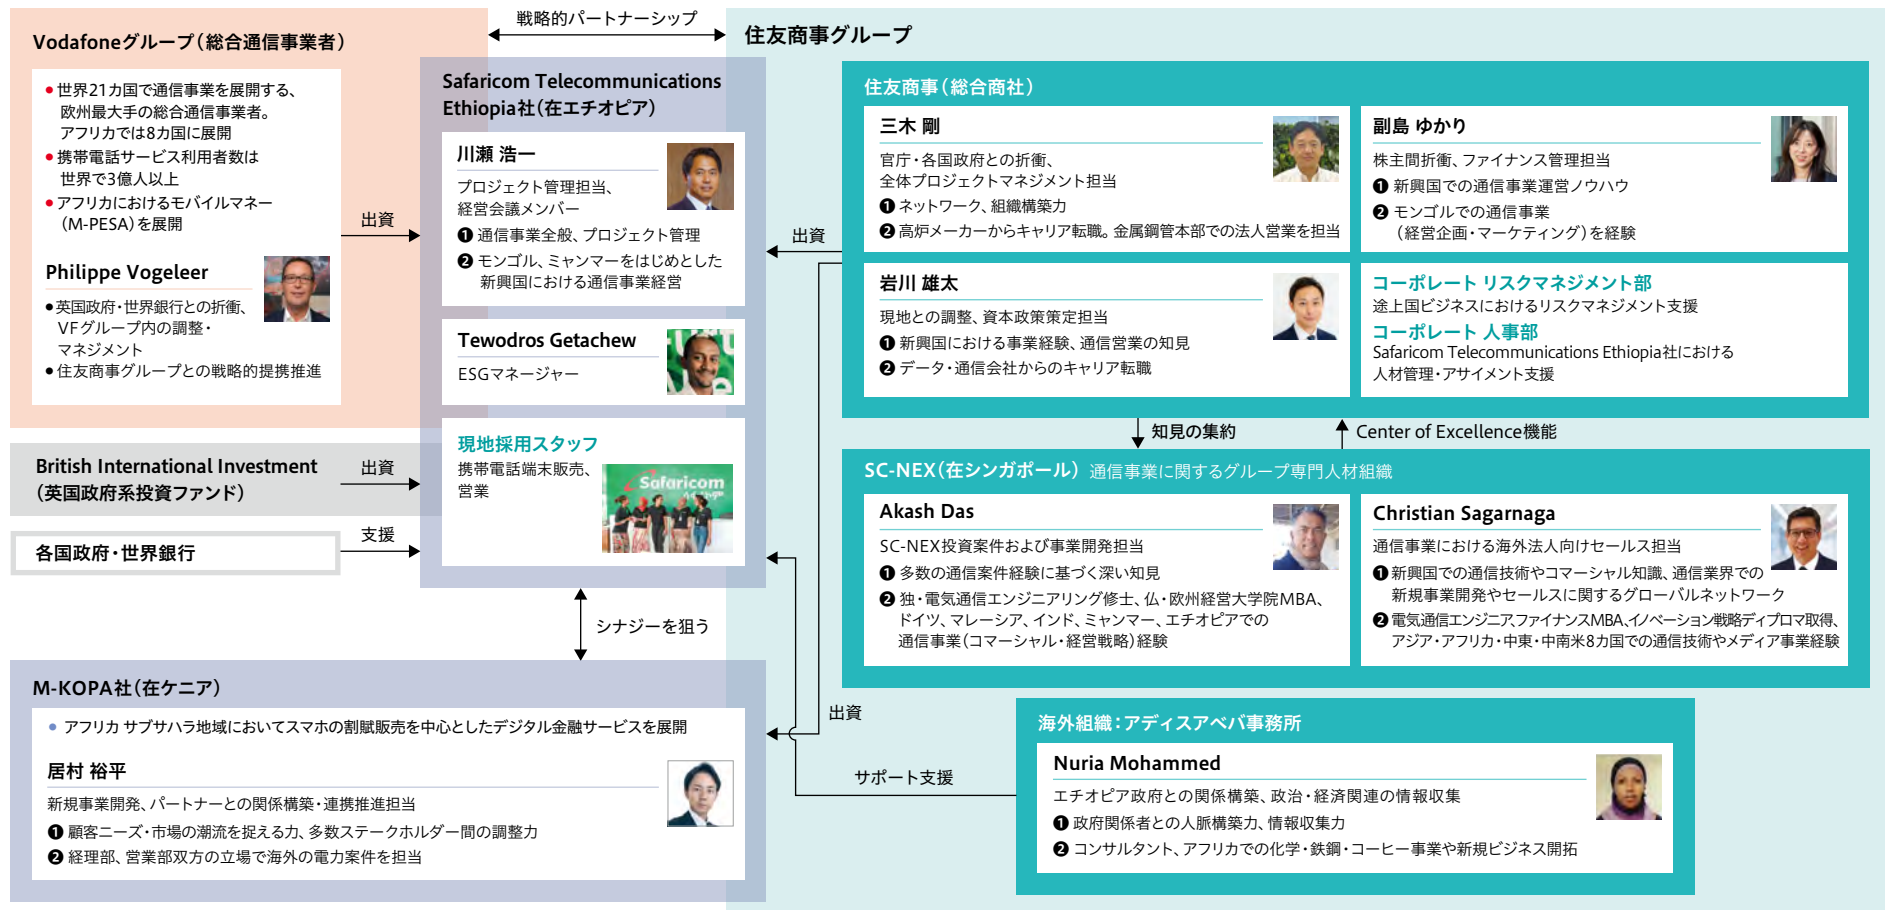 戦略的パートナーシップ
Vodafoneグループ（総合通信事業者）
● 世界21カ国で通信事業を展開する、
欧州最大手の総合通信事業者。
アフリカでは8カ国に展開
● 携帯電話サービス利用者数は
世界で3億人以上
● アフリカにおけるモバイルマネー
（M-PESA）を展開
Philippe Vogeleer
● 英国政府・世界銀行との折衝、
VFグループ内の調整・
マネジメント
● 住友商事グループとの戦略的提携推進
出資
British International Investment
（英国政府系投資ファンド）
出資
各国政府・世界銀行
支援
Safaricom Telecommunications
Ethiopia社（在エチオピア）
川瀬 浩一
プロジェクト管理担当、
経営会議メンバー
❶ 通信事業全般、プロジェクト管理
❷ モンゴル、ミャンマーをはじめとした
新興国における通信事業経営
Tewodros Getachew
ESGマネージャー
現地採用スタッフ
携帯電話端末販売、
営業
Safaricom
シナジーを狙う
M-KOPA社（在ケニア）
● アフリカ サブサハラ地域においてスマホの割賦販売を中心としたデジタル金融サービスを展開
居村 裕平
新規事業開発、パートナーとの関係構築・連携推進担当
❶ 顧客ニーズ・市場の潮流を捉える力、多数ステークホルダー間の調整力
❷ 経理部、営業部双方の立場で海外の電力案件を担当
住友商事グループ
出資
住友商事（総合商社）
三木 剛
官庁・各国政府との折衝、
全体プロジェクトマネジメント担当
❶ ネットワーク、組織構築力
❷ 高炉メーカーからキャリア転職。金属鋼管本部での法人営業を担当
副島 ゆかり
株主間折衝、ファイナンス管理担当
❶ 新興国での通信事業運営ノウハウ
❷ モンゴルでの通信事業
（経営企画・マーケティング）を経験
岩川 雄太
現地との調整、資本政策策定担当
❶ 新興国における事業経験、通信営業の知見
❷ データ・通信会社からのキャリア転職
コーポレート リスクマネジメント部
途上国ビジネスにおけるリスクマネジメント支援
コーポレート 人事部
Safaricom Telecommunications Ethiopia社における
人材管理・アサイメント支援
知見の集約
Center of Excellence機能
SC-NEX（在シンガポール） 通信事業に関するグループ専門人材組織
Akash Das
SC-NEX投資案件および事業開発担当
❶ 多数の通信案件経験に基づく深い知見
❷ 独・電気通信エンジニアリング修士、仏・欧州経営大学院MBA、
ドイツ、マレーシア、インド、ミャンマー、エチオピアでの
通信事業（コマーシャル・経営戦略）経験
Christian Sagarnaga
通信事業における海外法人向けセールス担当
❶ 新興国での通信技術やコマーシャル知識、通信業界での
新規事業開発やセールスに関するグローバルネットワーク
❷ 電気通信エンジニア、ファイナンスMBA、イノベーション戦略ディプロマ取得、
アジア・アフリカ・中東・中南米8カ国での通信技術やメディア事業経験
出資
サポート支援
海外組織：アディスアベバ事務所
Nuria Mohammed
エチオピア政府との関係構築、政治・経済関連の情報収集
❶ 政府関係者との人脈構築力、情報収集力
❷ コンサルタント、アフリカでの化学・鉄鋼・コーヒー事業や新規ビジネス開拓